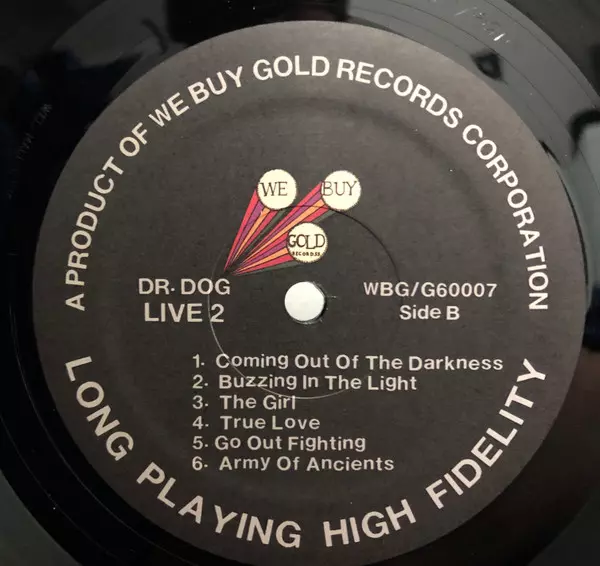 A PRODUCT OF WE BUY GOLD RECORDS CORPORATION
WE BUY
GOLD
RECORDS
DR. DOG
LIVE 2
WBG/G60007
Side B
1. Coming Out Of The Darkness
2. Buzzing In The Light
3. The Girl
4. True Love
5. Go Out Fighting
6. Army Of Ancients
LONG PLAYING HIGH FIDELITY